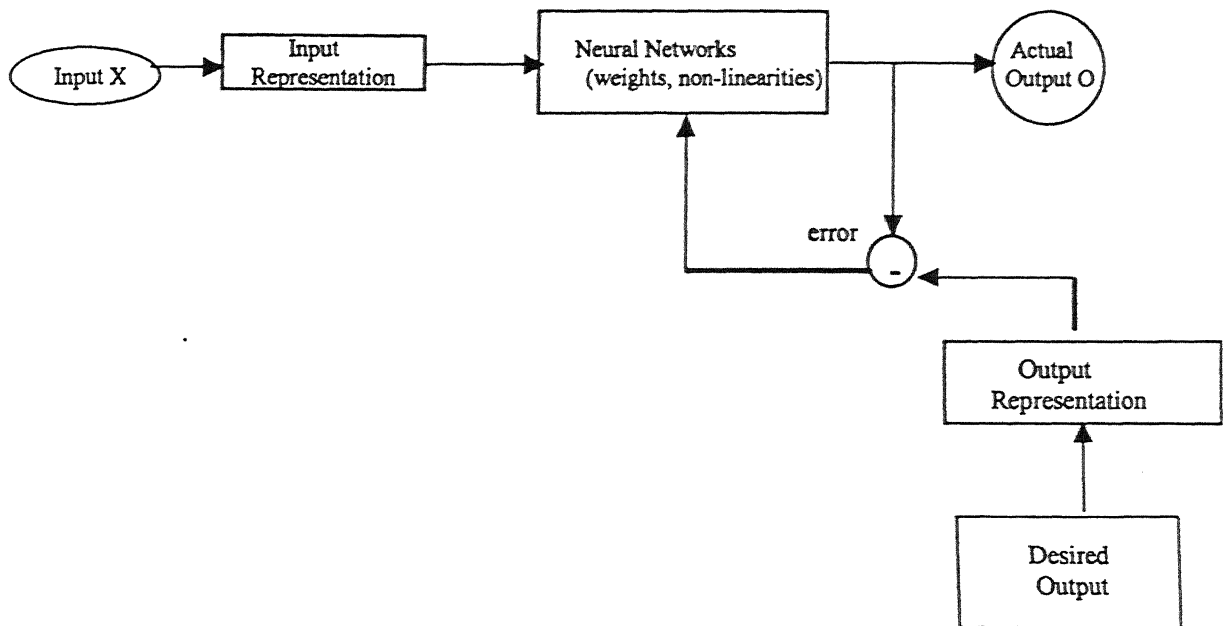 Input X
Input
Representation
Neural Networks
(weights, non-linearities)
Actual
Output O
error
-
Output
Representation
Desired
Output